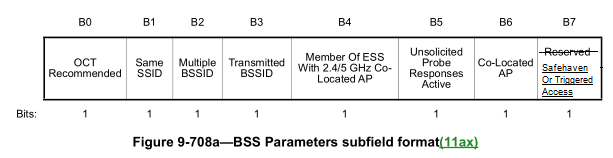 B0 B1 B2 B3 B4 B5 B6 B7
OCT
Recommended
Same
SSID
Multiple
BSSID
Transmitted
BSSID
Member Of ESS
With 2.4/5 GHz Co-
Located AP
Unsolicited
Probe
Responses
Active
Co-Located
AP
Reserved
Safehaven
Or Triggered
Access
Bits: 1 1 1 1 1 1 1 1
Figure 9-708a—BSS Parameters subfield format(11ax)